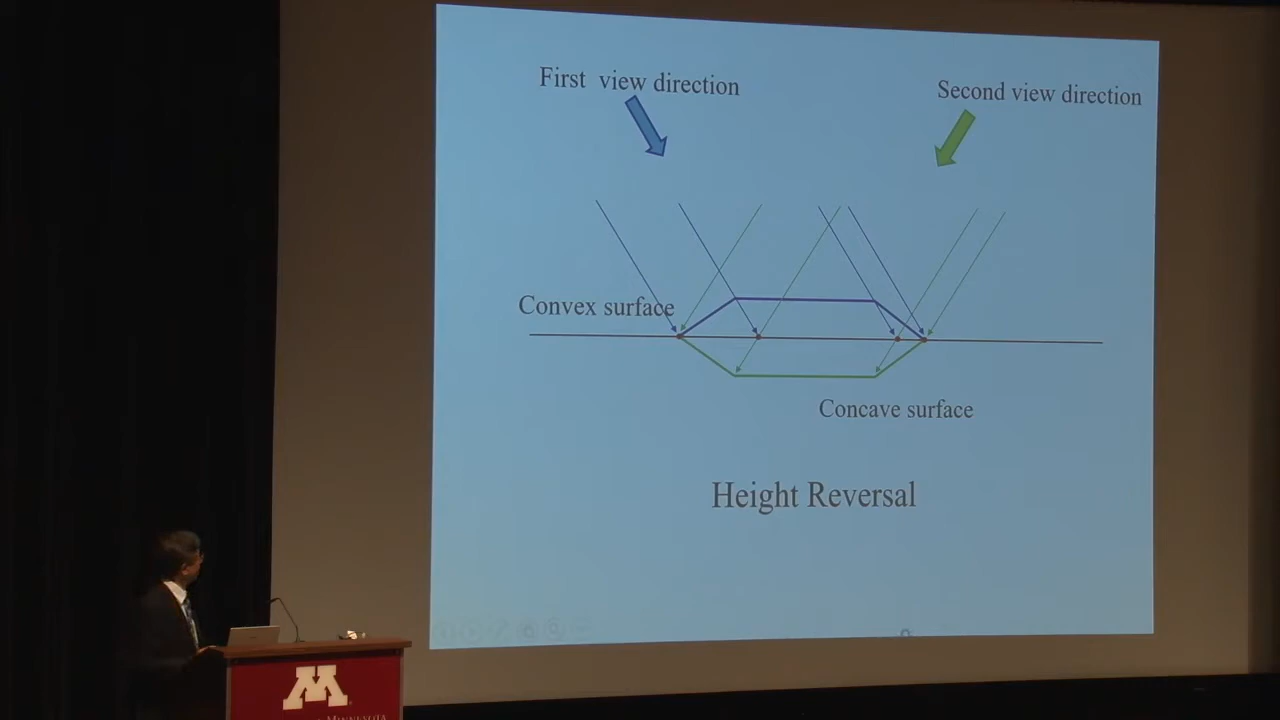 First view direction
Second view direction
Convex surface
Concave surface
Height Reversal
M
MINNESOTA